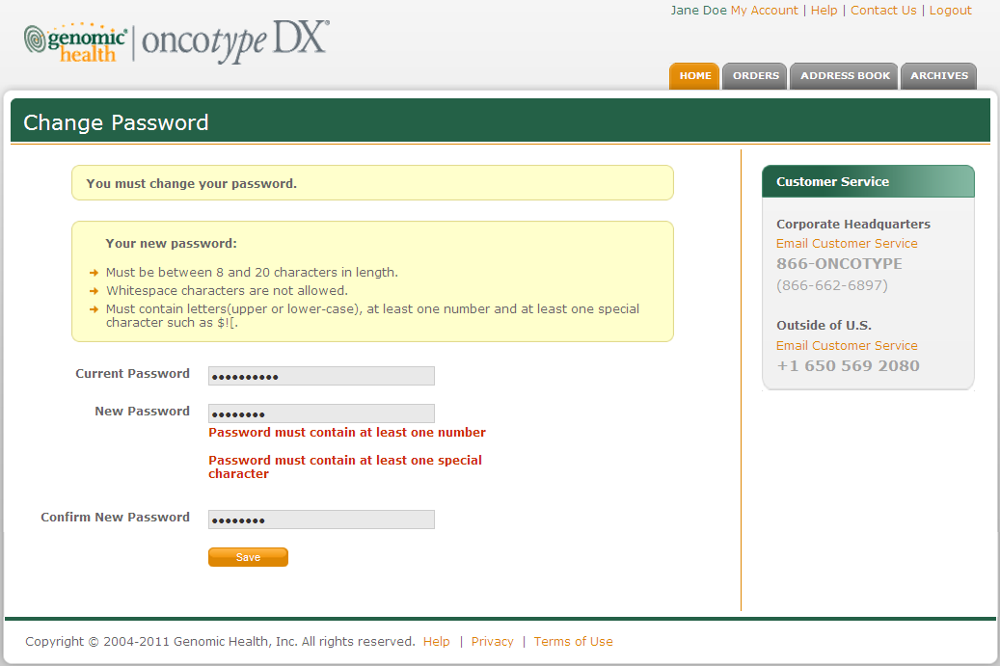 Jane Doe My Account | Help | Contact Us | Logout
genomic health | oncotype DX®
HOME ORDERS ADDRESS BOOK ARCHIVES
Change Password
You must change your password.
Your new password:
Must be between 8 and 20 characters in length.
Whitespace characters are not allowed.
Must contain letters(upper or lower-case), at least one number and at least one special
character such as $![.
Current Password ••••••••••
New Password ••••••••
Password must contain at least one number
Password must contain at least one special
character
Confirm New Password ••••••••
Save
Customer Service
Corporate Headquarters
Email Customer Service
866-ONCOTYPE
(866-662-6897)
Outside of U.S.
Email Customer Service
+1 650 569 2080
Copyright © 2004-2011 Genomic Health, Inc. All rights reserved. Help | Privacy | Terms of Use